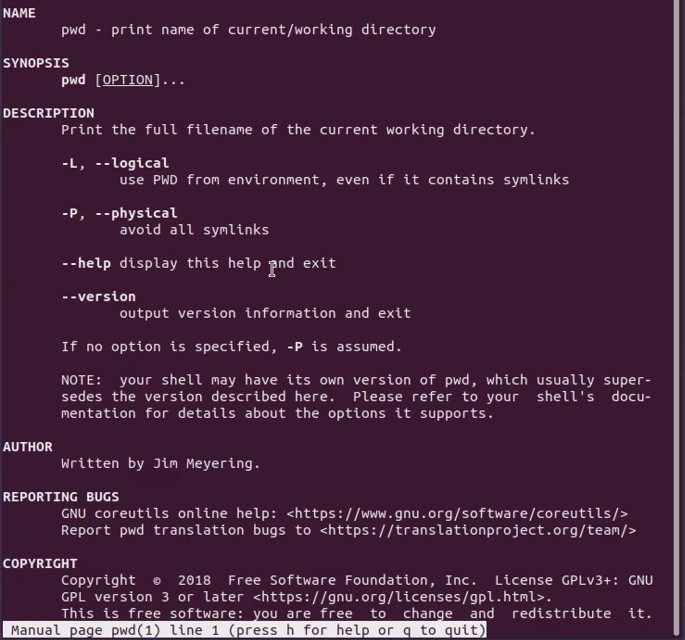 NAME
pwd - print name of current/working directory
SYNOPSIS
pwd [OPTION]...
DESCRIPTION
Print the full filename of the current working directory.
-L, --logical
use PWD from environment, even if it contains symlinks
-P, --physical
avoid all symlinks
--help display this help and exit
--version
output version information and exit
If no option is specified, -P is assumed.
NOTE:  your shell may have its own version of pwd, which usually super-
sedes the version described here.  Please refer to your  shell's  docu-
mentation for details about the options it supports.
AUTHOR
Written by Jim Meyering.
REPORTING BUGS
GNU coreutils online help: <https://www.gnu.org/software/coreutils/>
Report pwd translation bugs to <https://translationproject.org/team/>
COPYRIGHT
Copyright  ©  2018  Free Software Foundation, Inc.  License GPLv3+: GNU
GPL version 3 or later <https://gnu.org/licenses/gpl.html>.
This is free software: you are free  to  change  and  redistribute  it.
Manual page pwd(1) line 1 (press h for help or q to quit)